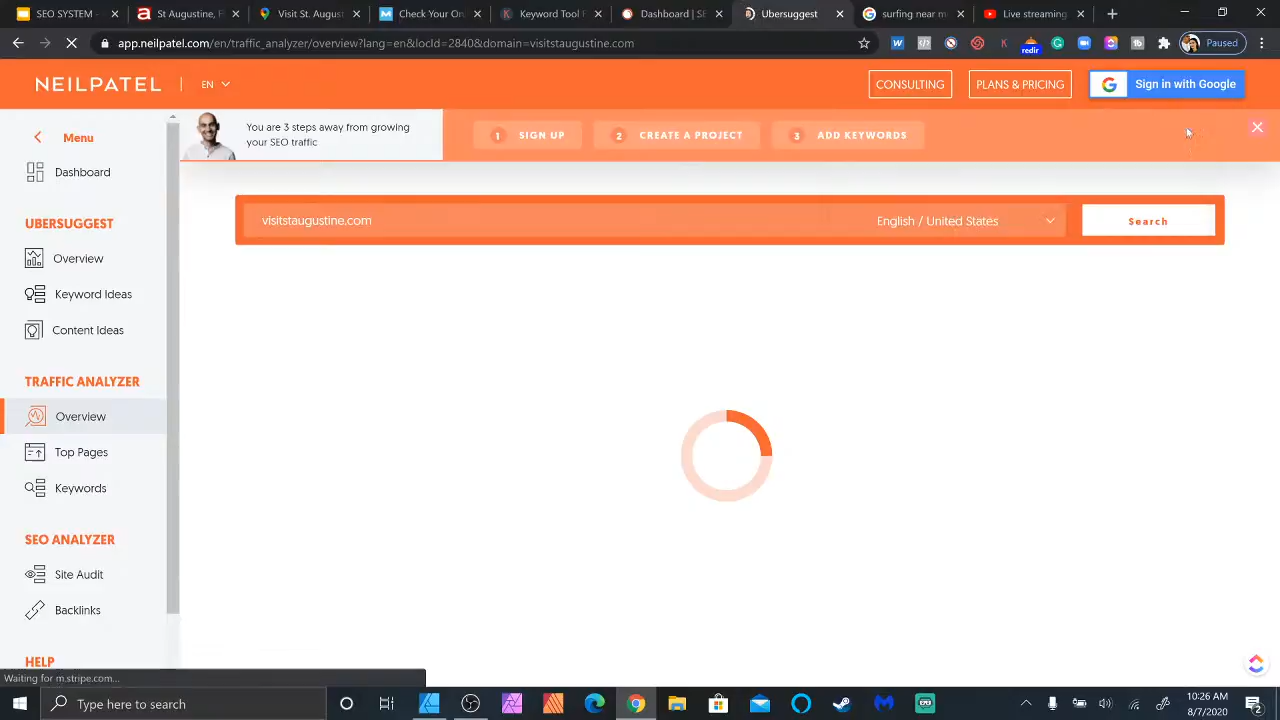 SEO SYSTEM -
St Augustine, F
Visit St. August
Check Your On
Keyword Tool F
Dashboard | SE
Ubersuggest
surfing near m
Live streaming
app.neilpatel.com/en/traffic_analyzer/overview?lang=en&locId=2840&domain=visitstaugustine.com
redir
Paused
NEILPATEL
EN
CONSULTING
PLANS & PRICING
Sign in with Google
Menu
You are 3 steps away from growing
your SEO traffic
1 SIGN UP
2 CREATE A PROJECT
3 ADD KEYWORDS
Dashboard
visitstaugustine.com
English / United States
Search
UBERSUGGEST
Overview
Keyword Ideas
Content Ideas
TRAFFIC ANALYZER
Overview
Top Pages
Keywords
SEO ANALYZER
Site Audit
Backlinks
HELP
Waiting for m.stripe.com...
Type here to search
10:26 AM
8/7/2020
2